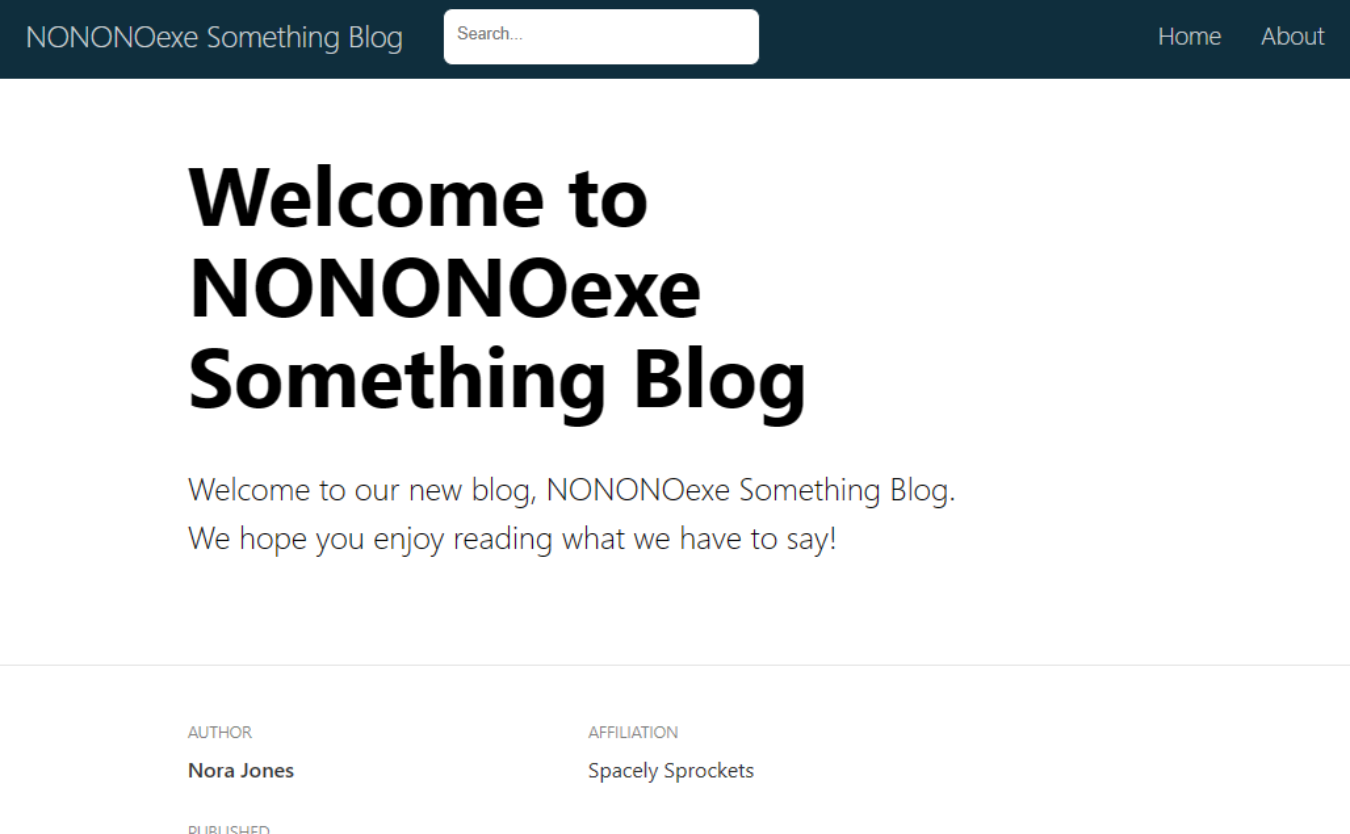 NONONOexe Something Blog
Search...
Home
About
Welcome to
NONONOexe
Something Blog
Welcome to our new blog, NONONOexe Something Blog.
We hope you enjoy reading what we have to say!
AUTHOR
AFFILIATION
Nora Jones
Spacely Sprockets
PUBLISHED